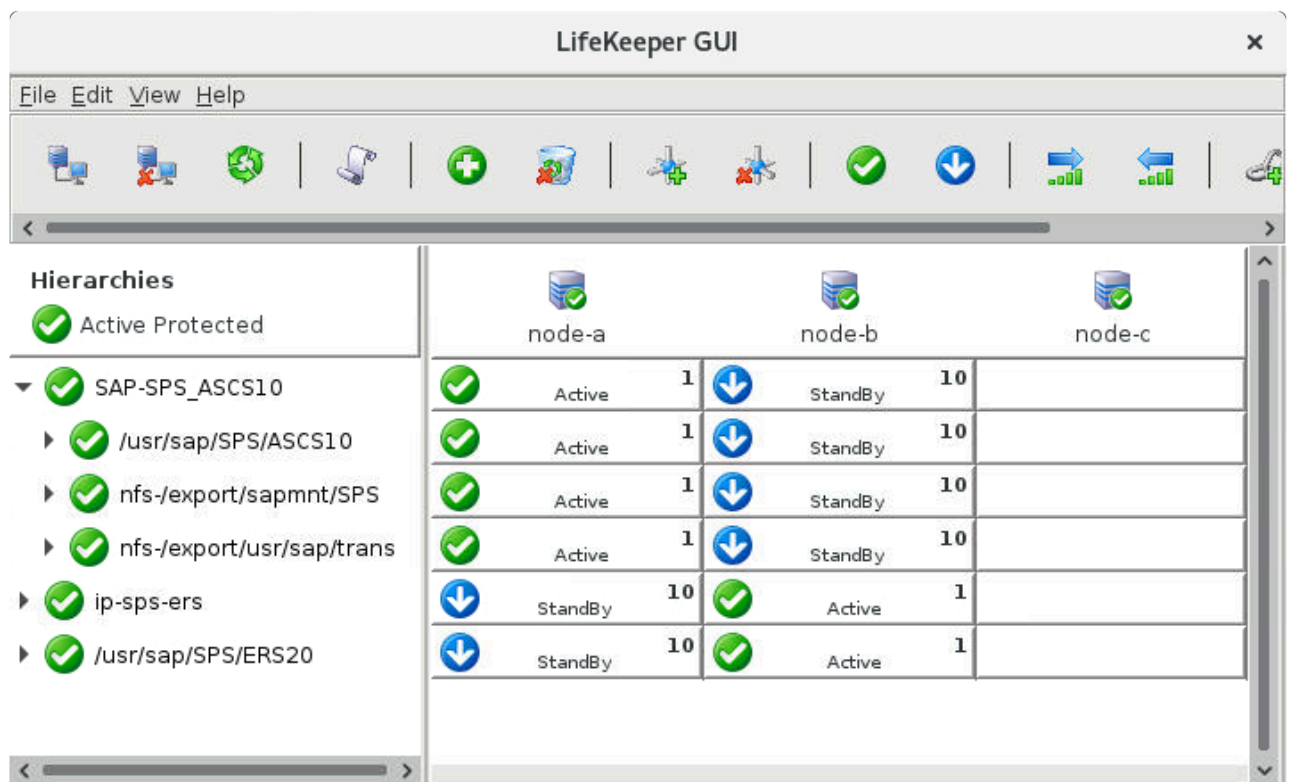 LifeKeeper GUI ×
File Edit View Help
Hierarchies
Active Protected
node-a node-b node-c
SAP-SPS_ASCS10 Active 1 StandBy 10
/usr/sap/SPS/ASCS10 Active 1 StandBy 10
nfs-/export/sapmnt/SPS Active 1 StandBy 10
nfs-/export/usr/sap/trans Active 1 StandBy 10
ip-sps-ers StandBy 10 Active 1
/usr/sap/SPS/ERS20 StandBy 10 Active 1